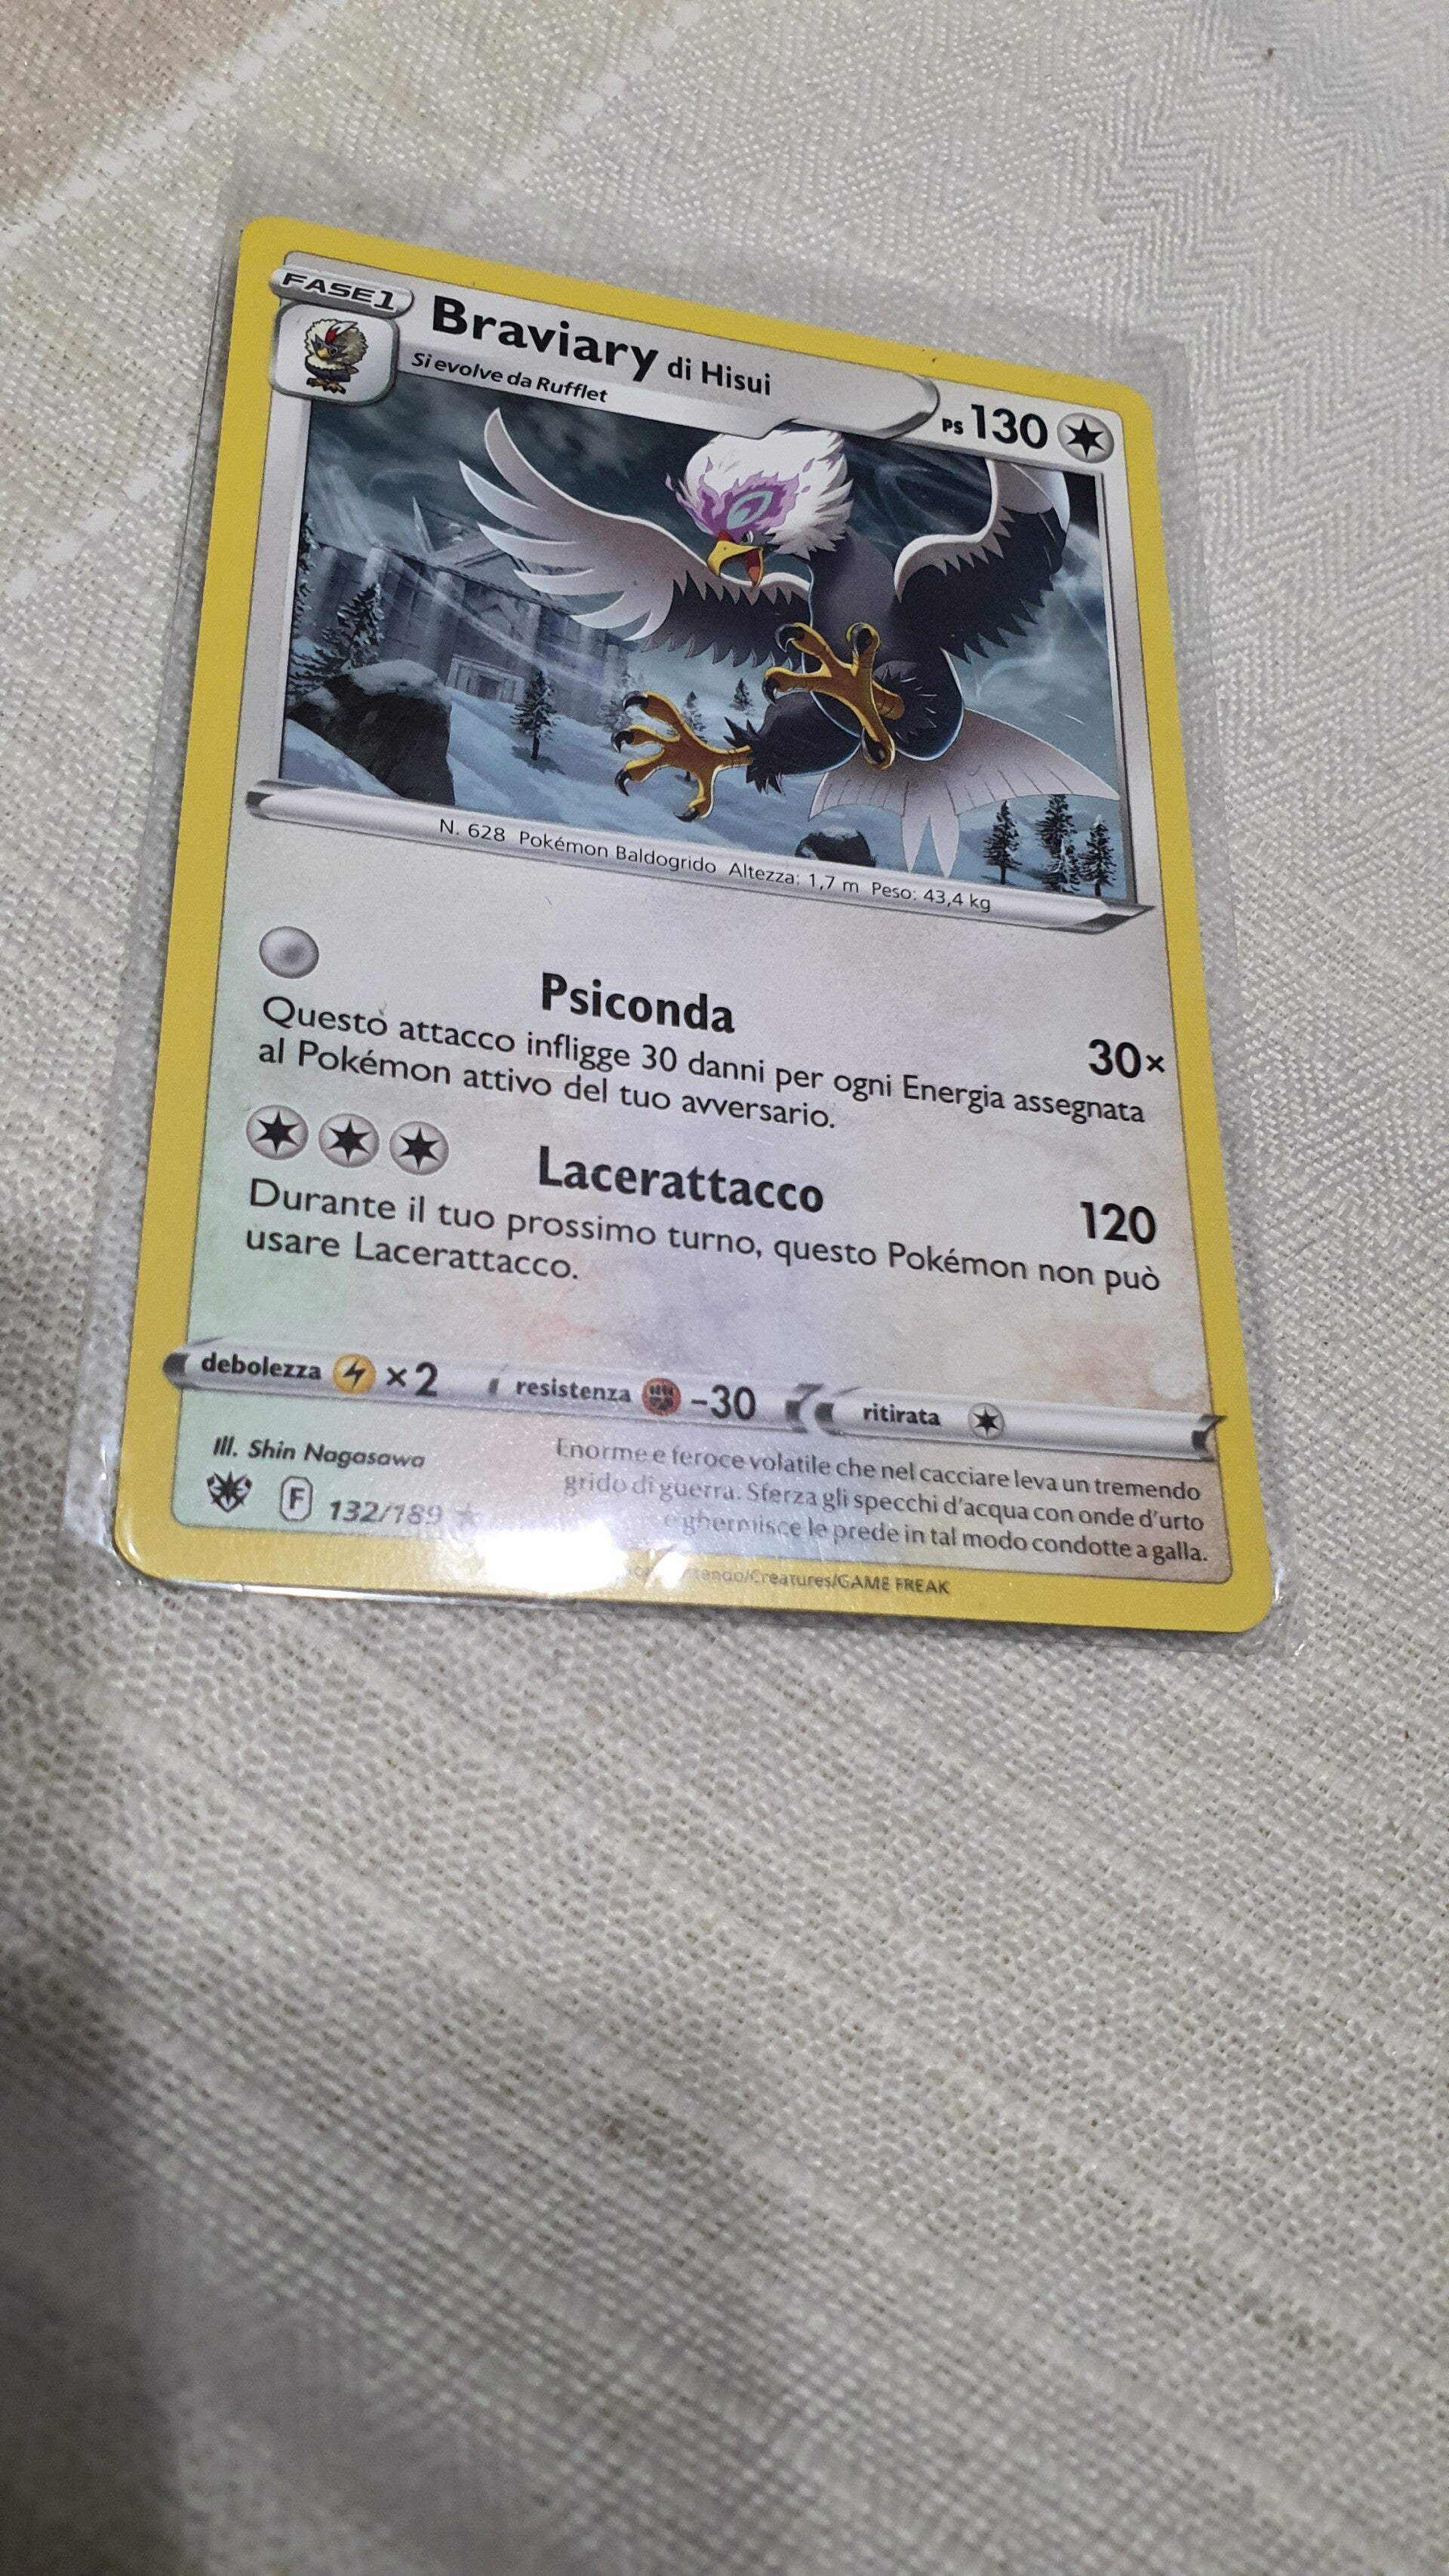 FASE 1
Braviary di Hisui
PS 130
Si evolve da Rufflet
N. 628 Pokémon Baldogrido Altezza: 1,7 m Peso: 43,4 kg
Psiconda 30×
Questo attacco infligge 30 danni per ogni Energia assegnata
al Pokémon attivo del tuo avversario.
Lacerattacco 120
Durante il tuo prossimo turno, questo Pokémon non può
usare Lacerattacco.
debolezza ×2 resistenza -30 ritirata
Ill. Shin Nagasawa
F 132/189
Enorme e feroce volatile che nel cacciare leva un tremendo
grido di guerra. Sferza gli specchi d'acqua con onde d'urto
e ghermisce le prede in tal modo condotte a galla.
/Creatures/GAME FREAK